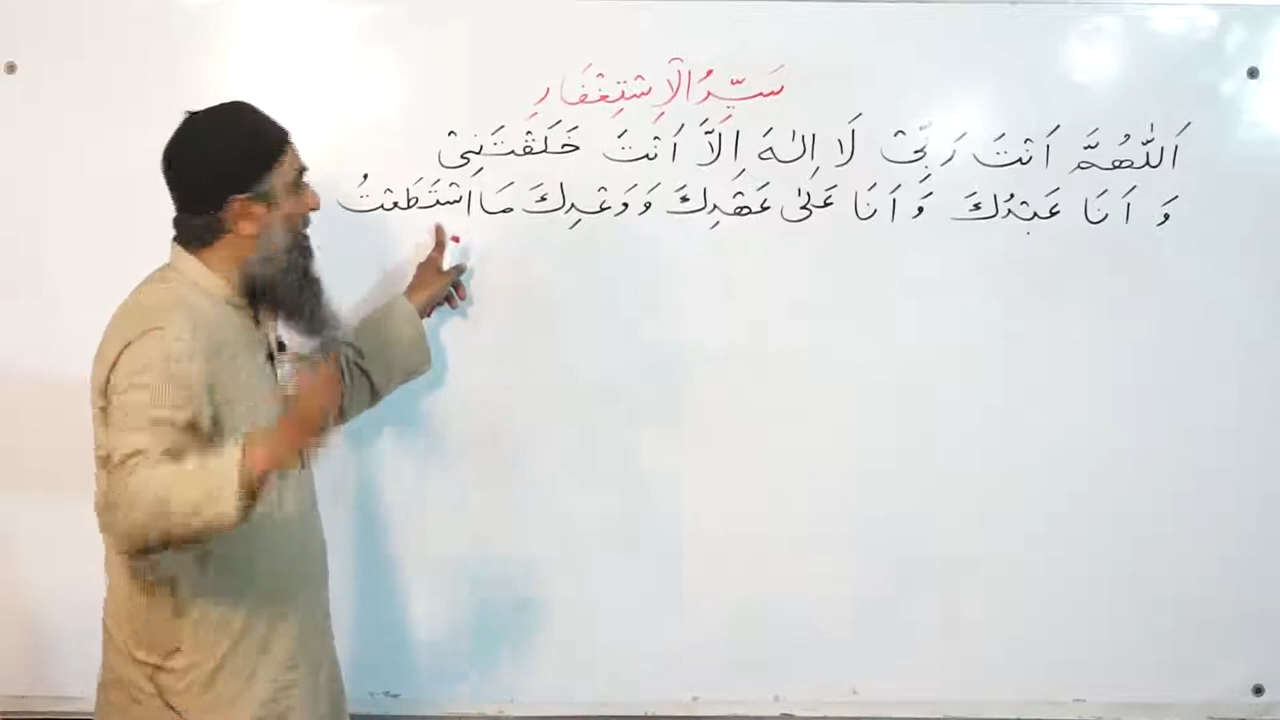 سَيِّدُ الْاِسْتِغْفَارِ
اَللّٰهُمَّ اَنْتَ رَبِّيْ لَا اِلٰهَ اِلَّا اَنْتَ خَلَقْتَنِيْ
وَ اَنَا عَبْدُكَ وَ اَنَا عَلٰى عَهْدِكَ وَوَعْدِكَ مَا اسْتَطَعْتُ